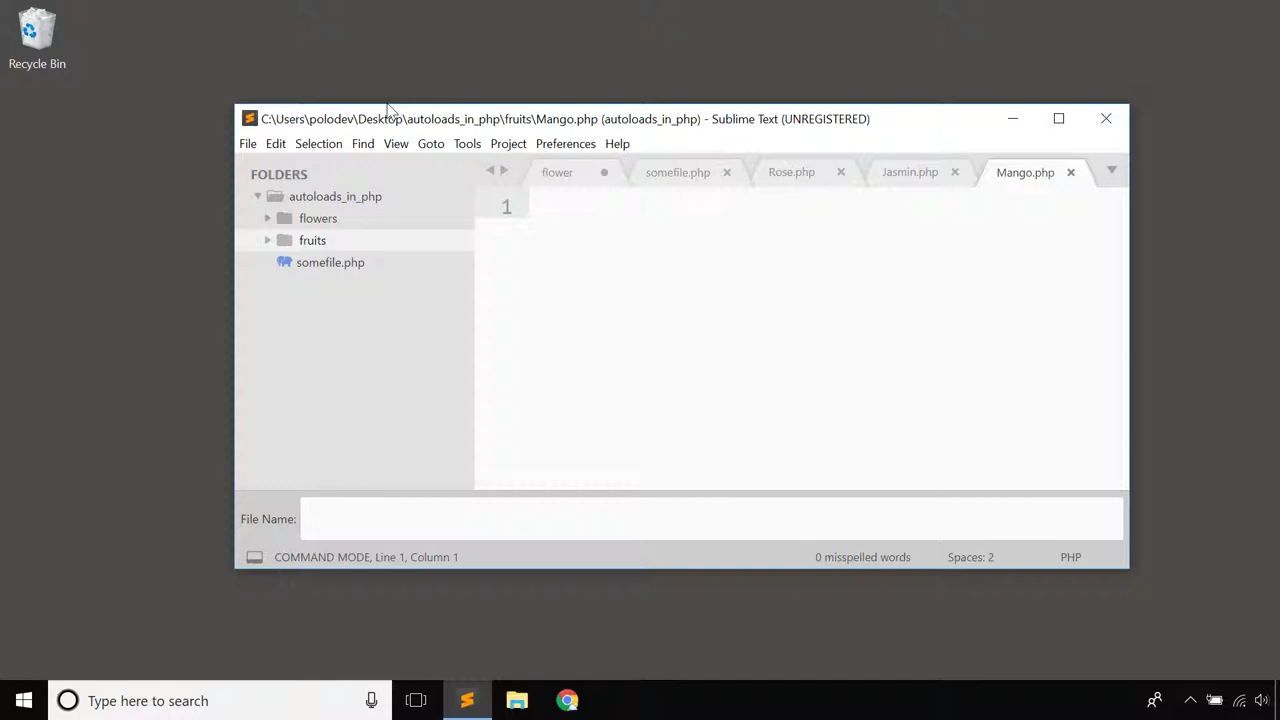 Recycle Bin
C:\Users\polodev\Desktop\autoloads_in_php\fruits\Mango.php (autoloads_in_php) - Sublime Text (UNREGISTERED)
File Edit Selection Find View Goto Tools Project Preferences Help
FOLDERS
autoloads_in_php
flowers
fruits
somefile.php
flower somefile.php Rose.php Jasmin.php Mango.php
1
File Name:
COMMAND MODE, Line 1, Column 1 0 misspelled words Spaces: 2 PHP
Type here to search